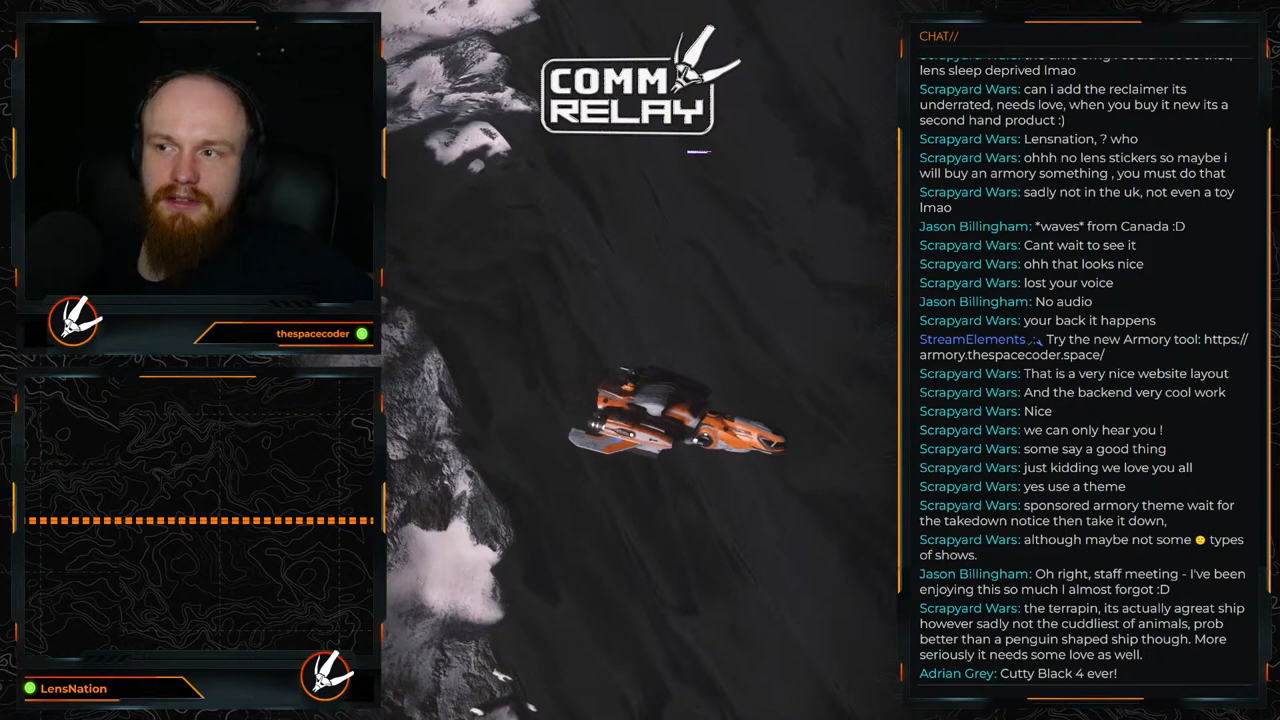 COMM
RELAY
thespacecoder
LensNation
CHAT//
lens sleep deprived lmao
Scrapyard Wars: can i add the reclaimer its
underrated, needs love, when you buy it new its a
second hand product :)
Scrapyard Wars: Lensnation, ? who
Scrapyard Wars: ohhh no lens stickers so maybe i
will buy an armory something , you must do that
Scrapyard Wars: sadly not in the uk, not even a toy
lmao
Jason Billingham: *waves* from Canada :D
Scrapyard Wars: Cant wait to see it
Scrapyard Wars: ohh that looks nice
Scrapyard Wars: lost your voice
Jason Billingham: No audio
Scrapyard Wars: your back it happens
StreamElements Try the new Armory tool: https://
armory.thespacecoder.space/
Scrapyard Wars: That is a very nice website layout
Scrapyard Wars: And the backend very cool work
Scrapyard Wars: Nice
Scrapyard Wars: we can only hear you !
Scrapyard Wars: some say a good thing
Scrapyard Wars: just kidding we love you all
Scrapyard Wars: yes use a theme
Scrapyard Wars: sponsored armory theme wait for
the takedown notice then take it down,
Scrapyard Wars: although maybe not some 🙂 types
of shows.
Jason Billingham: Oh right, staff meeting - I've been
enjoying this so much I almost forgot :D
Scrapyard Wars: the terrapin, its actually agreat ship
however sadly not the cuddliest of animals, prob
better than a penguin shaped ship though. More
seriously it needs some love as well.
Adrian Grey: Cutty Black 4 ever!